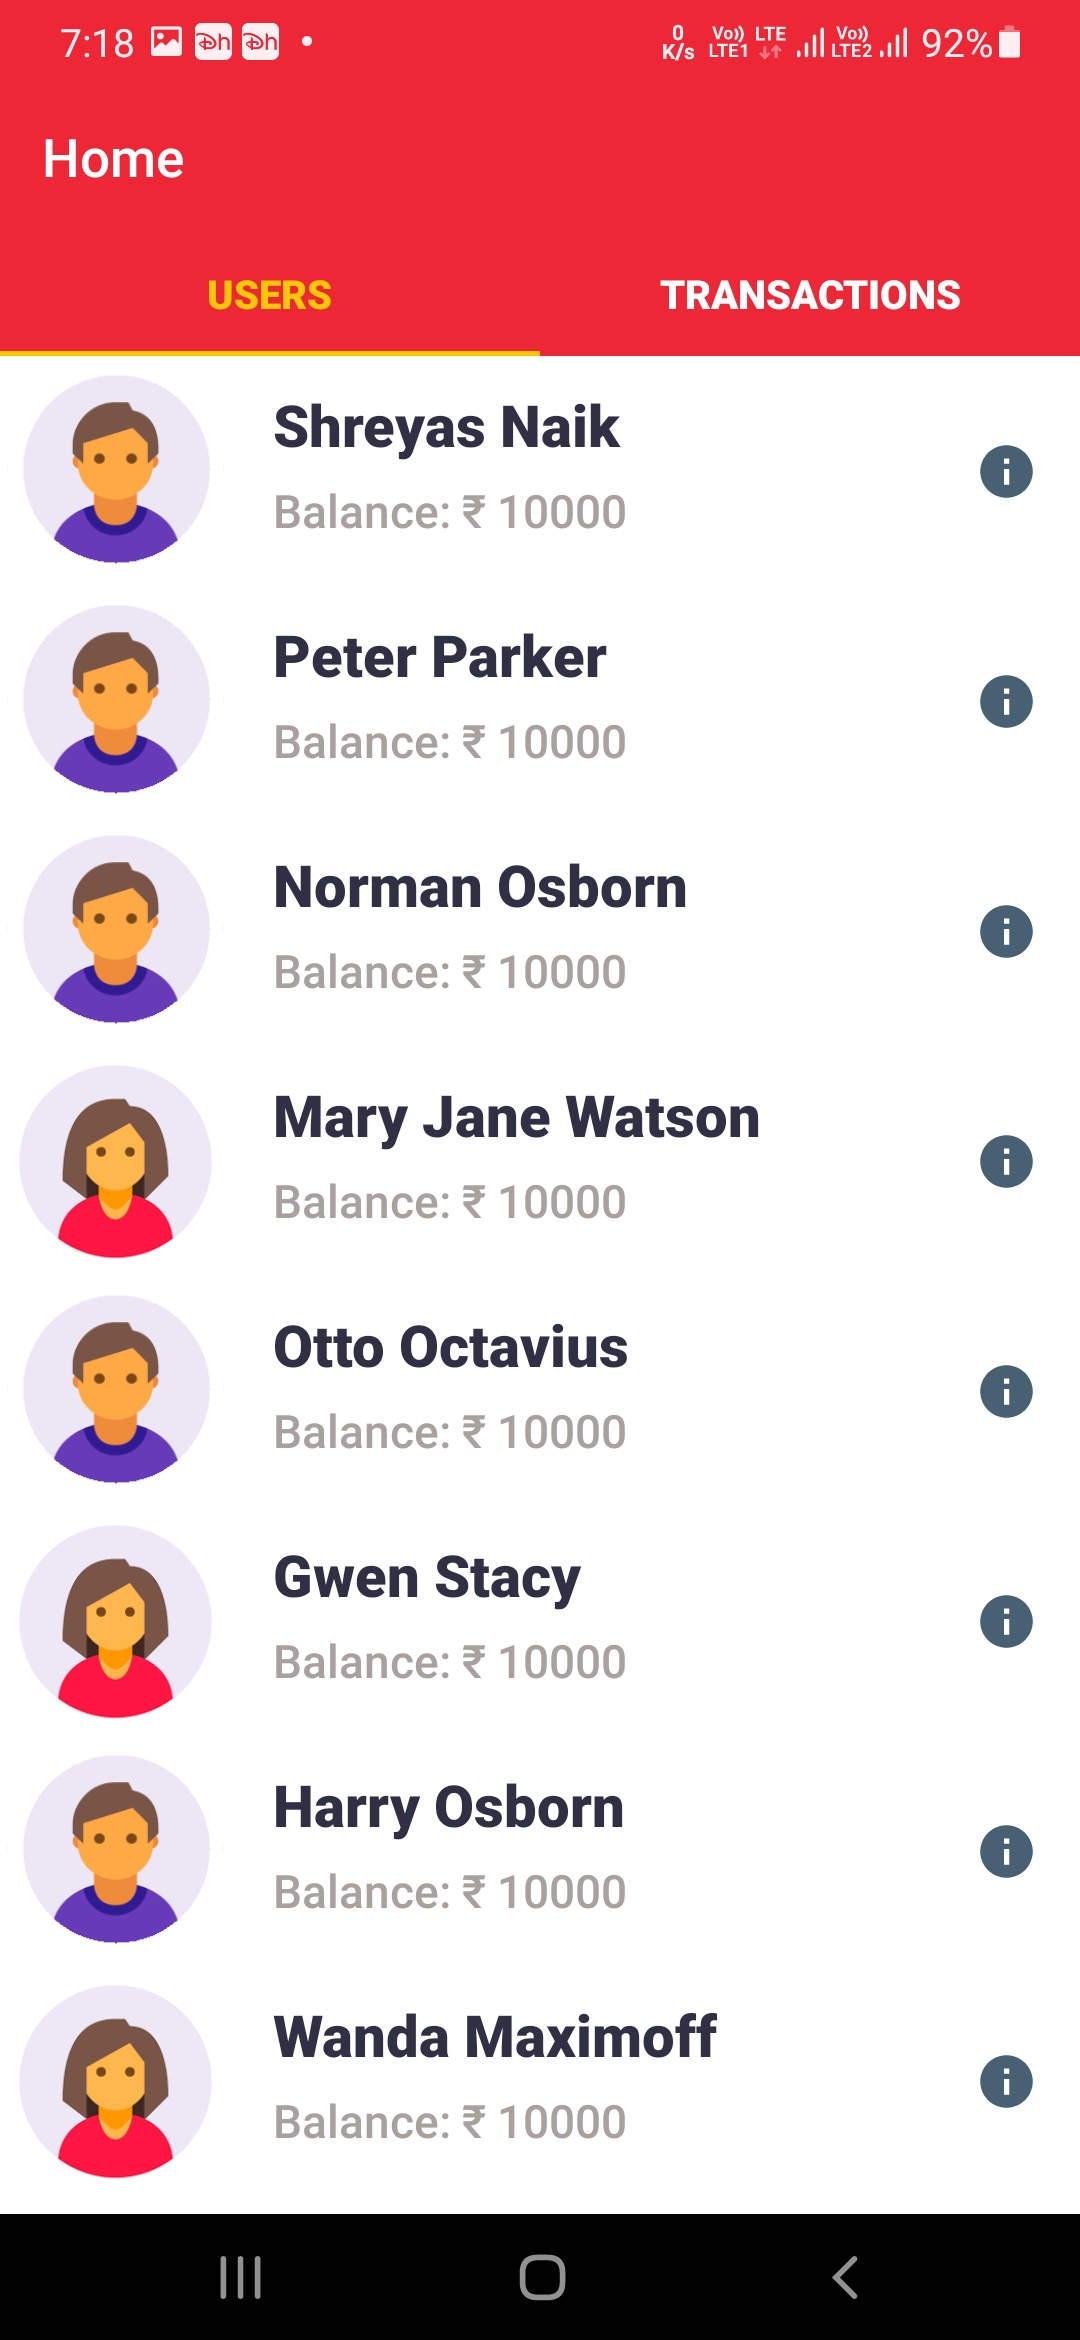 7:18 Dh Dh 0 K/s Vo)) LTE1 LTE Vo)) LTE2 92%
Home
USERS TRANSACTIONS
Shreyas Naik
Balance: ₹ 10000
Peter Parker
Balance: ₹ 10000
Norman Osborn
Balance: ₹ 10000
Mary Jane Watson
Balance: ₹ 10000
Otto Octavius
Balance: ₹ 10000
Gwen Stacy
Balance: ₹ 10000
Harry Osborn
Balance: ₹ 10000
Wanda Maximoff
Balance: ₹ 10000